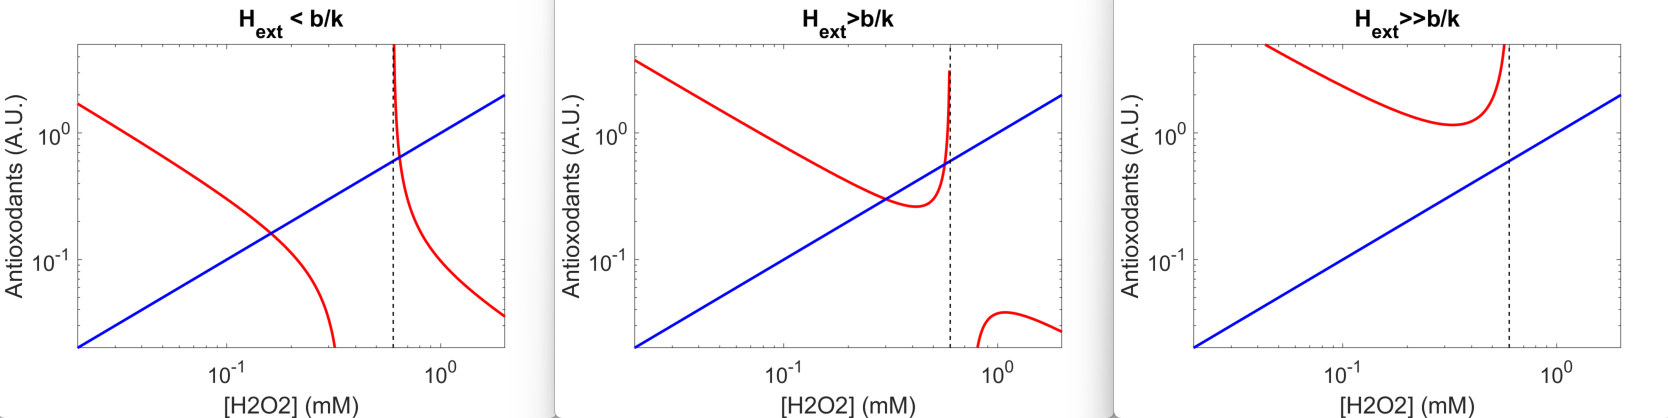 H_ext < b/k
10^0
10^-1
Antioxodants (A.U.)
10^-1 10^0
[H2O2] (mM)
H_ext>b/k
10^0
10^-1
Antioxodants (A.U.)
10^-1 10^0
[H2O2] (mM)
H_ext>>b/k
10^0
10^-1
Antioxodants (A.U.)
10^-1 10^0
[H2O2] (mM)